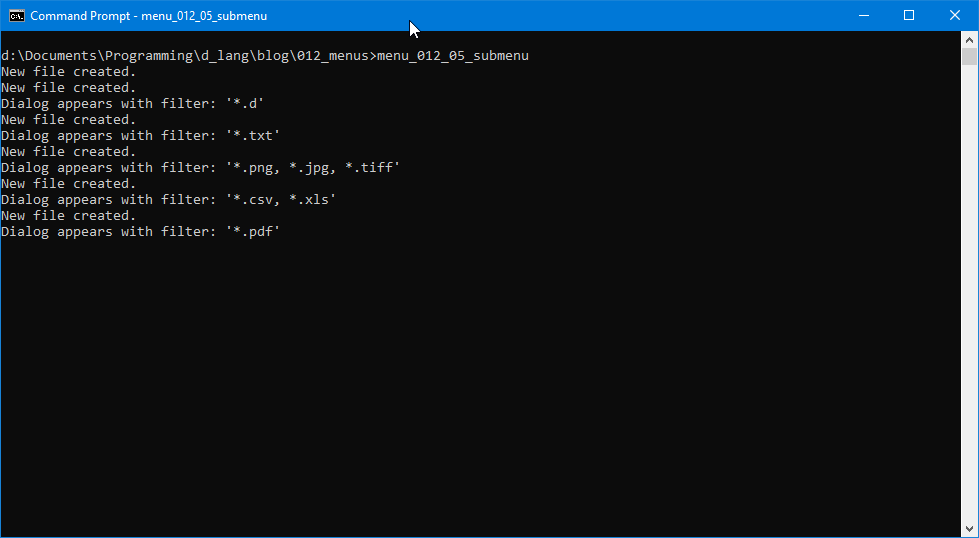 Command Prompt - menu_012_05_submenu
d:\Documents\Programming\d_lang\blog\012_menus>menu_012_05_submenu
New file created.
New file created.
Dialog appears with filter: '*.d'
New file created.
Dialog appears with filter: '*.txt'
New file created.
Dialog appears with filter: '*.png, *.jpg, *.tiff'
New file created.
Dialog appears with filter: '*.csv, *.xls'
New file created.
Dialog appears with filter: '*.pdf'